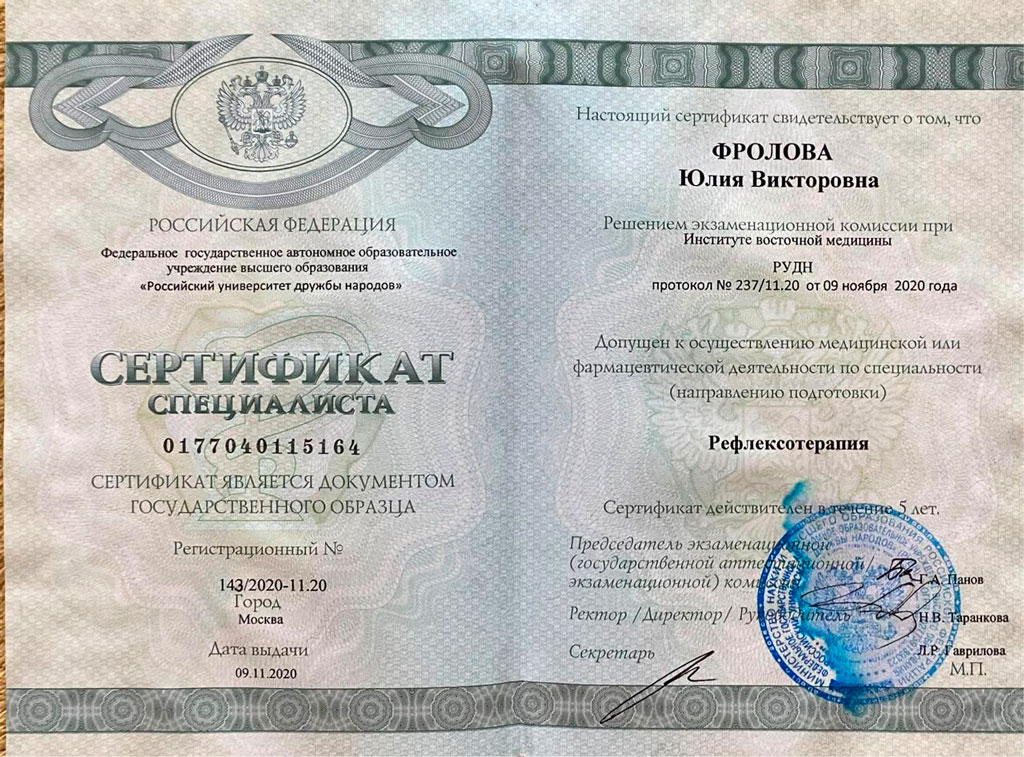 РОССИЙСКАЯ ФЕДЕРАЦИЯ
Федеральное государственное автономное образовательное
учреждение высшего образования
«Российский университет дружбы народов»
СЕРТИФИКАТ
СПЕЦИАЛИСТА
0177040115164
СЕРТИФИКАТ ЯВЛЯЕТСЯ ДОКУМЕНТОМ
ГОСУДАРСТВЕННОГО ОБРАЗЦА
Регистрационный №
143/2020-11.20
Город
Москва
Дата выдачи
09.11.2020
Настоящий сертификат свидетельствует о том, что
ФРОЛОВА
Юлия Викторовна
Решением экзаменационной комиссии при
Институте восточной медицины
РУДН
протокол № 237/11.20 от 09 ноября 2020 года
Допущен к осуществлению медицинской или
фармацевтической деятельности по специальности
(направлению подготовки)
Рефлексотерапия
Сертификат действителен в течение 5 лет.
Председатель экзаменационной
(государственной аттестационной/
экзаменационной) комиссии
Г.А. Панов
Ректор /Директор/ Руководитель
Н.В. Таранкова
Секретарь
Л.Р. Гаврилова
М.П.